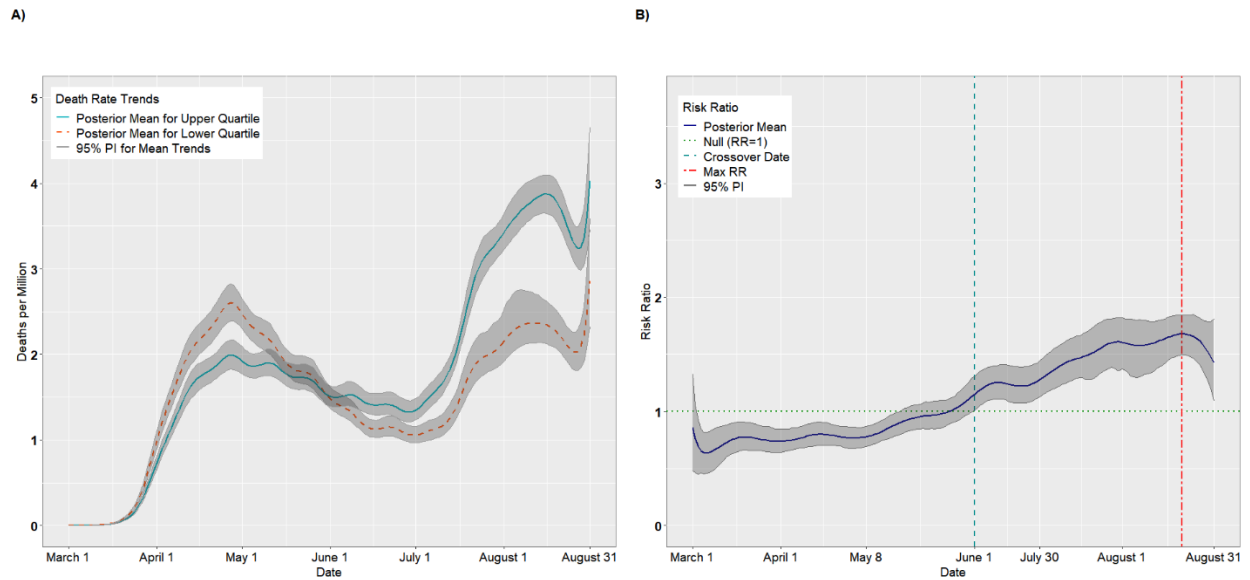 A)
Death Rate Trends
Posterior Mean for Upper Quartile
Posterior Mean for Lower Quartile
95% PI for Mean Trends
Deaths per Million
5
4
3
2
1
0
March 1
April 1
May 1
June 1
July 1
August 1
August 31
Date
B)
Risk Ratio
Posterior Mean
Null (RR=1)
Crossover Date
Max RR
95% PI
Risk Ratio
3
2
1
0
March 1
April 1
May 8
June 1
July 30
August 1
August 31
Date